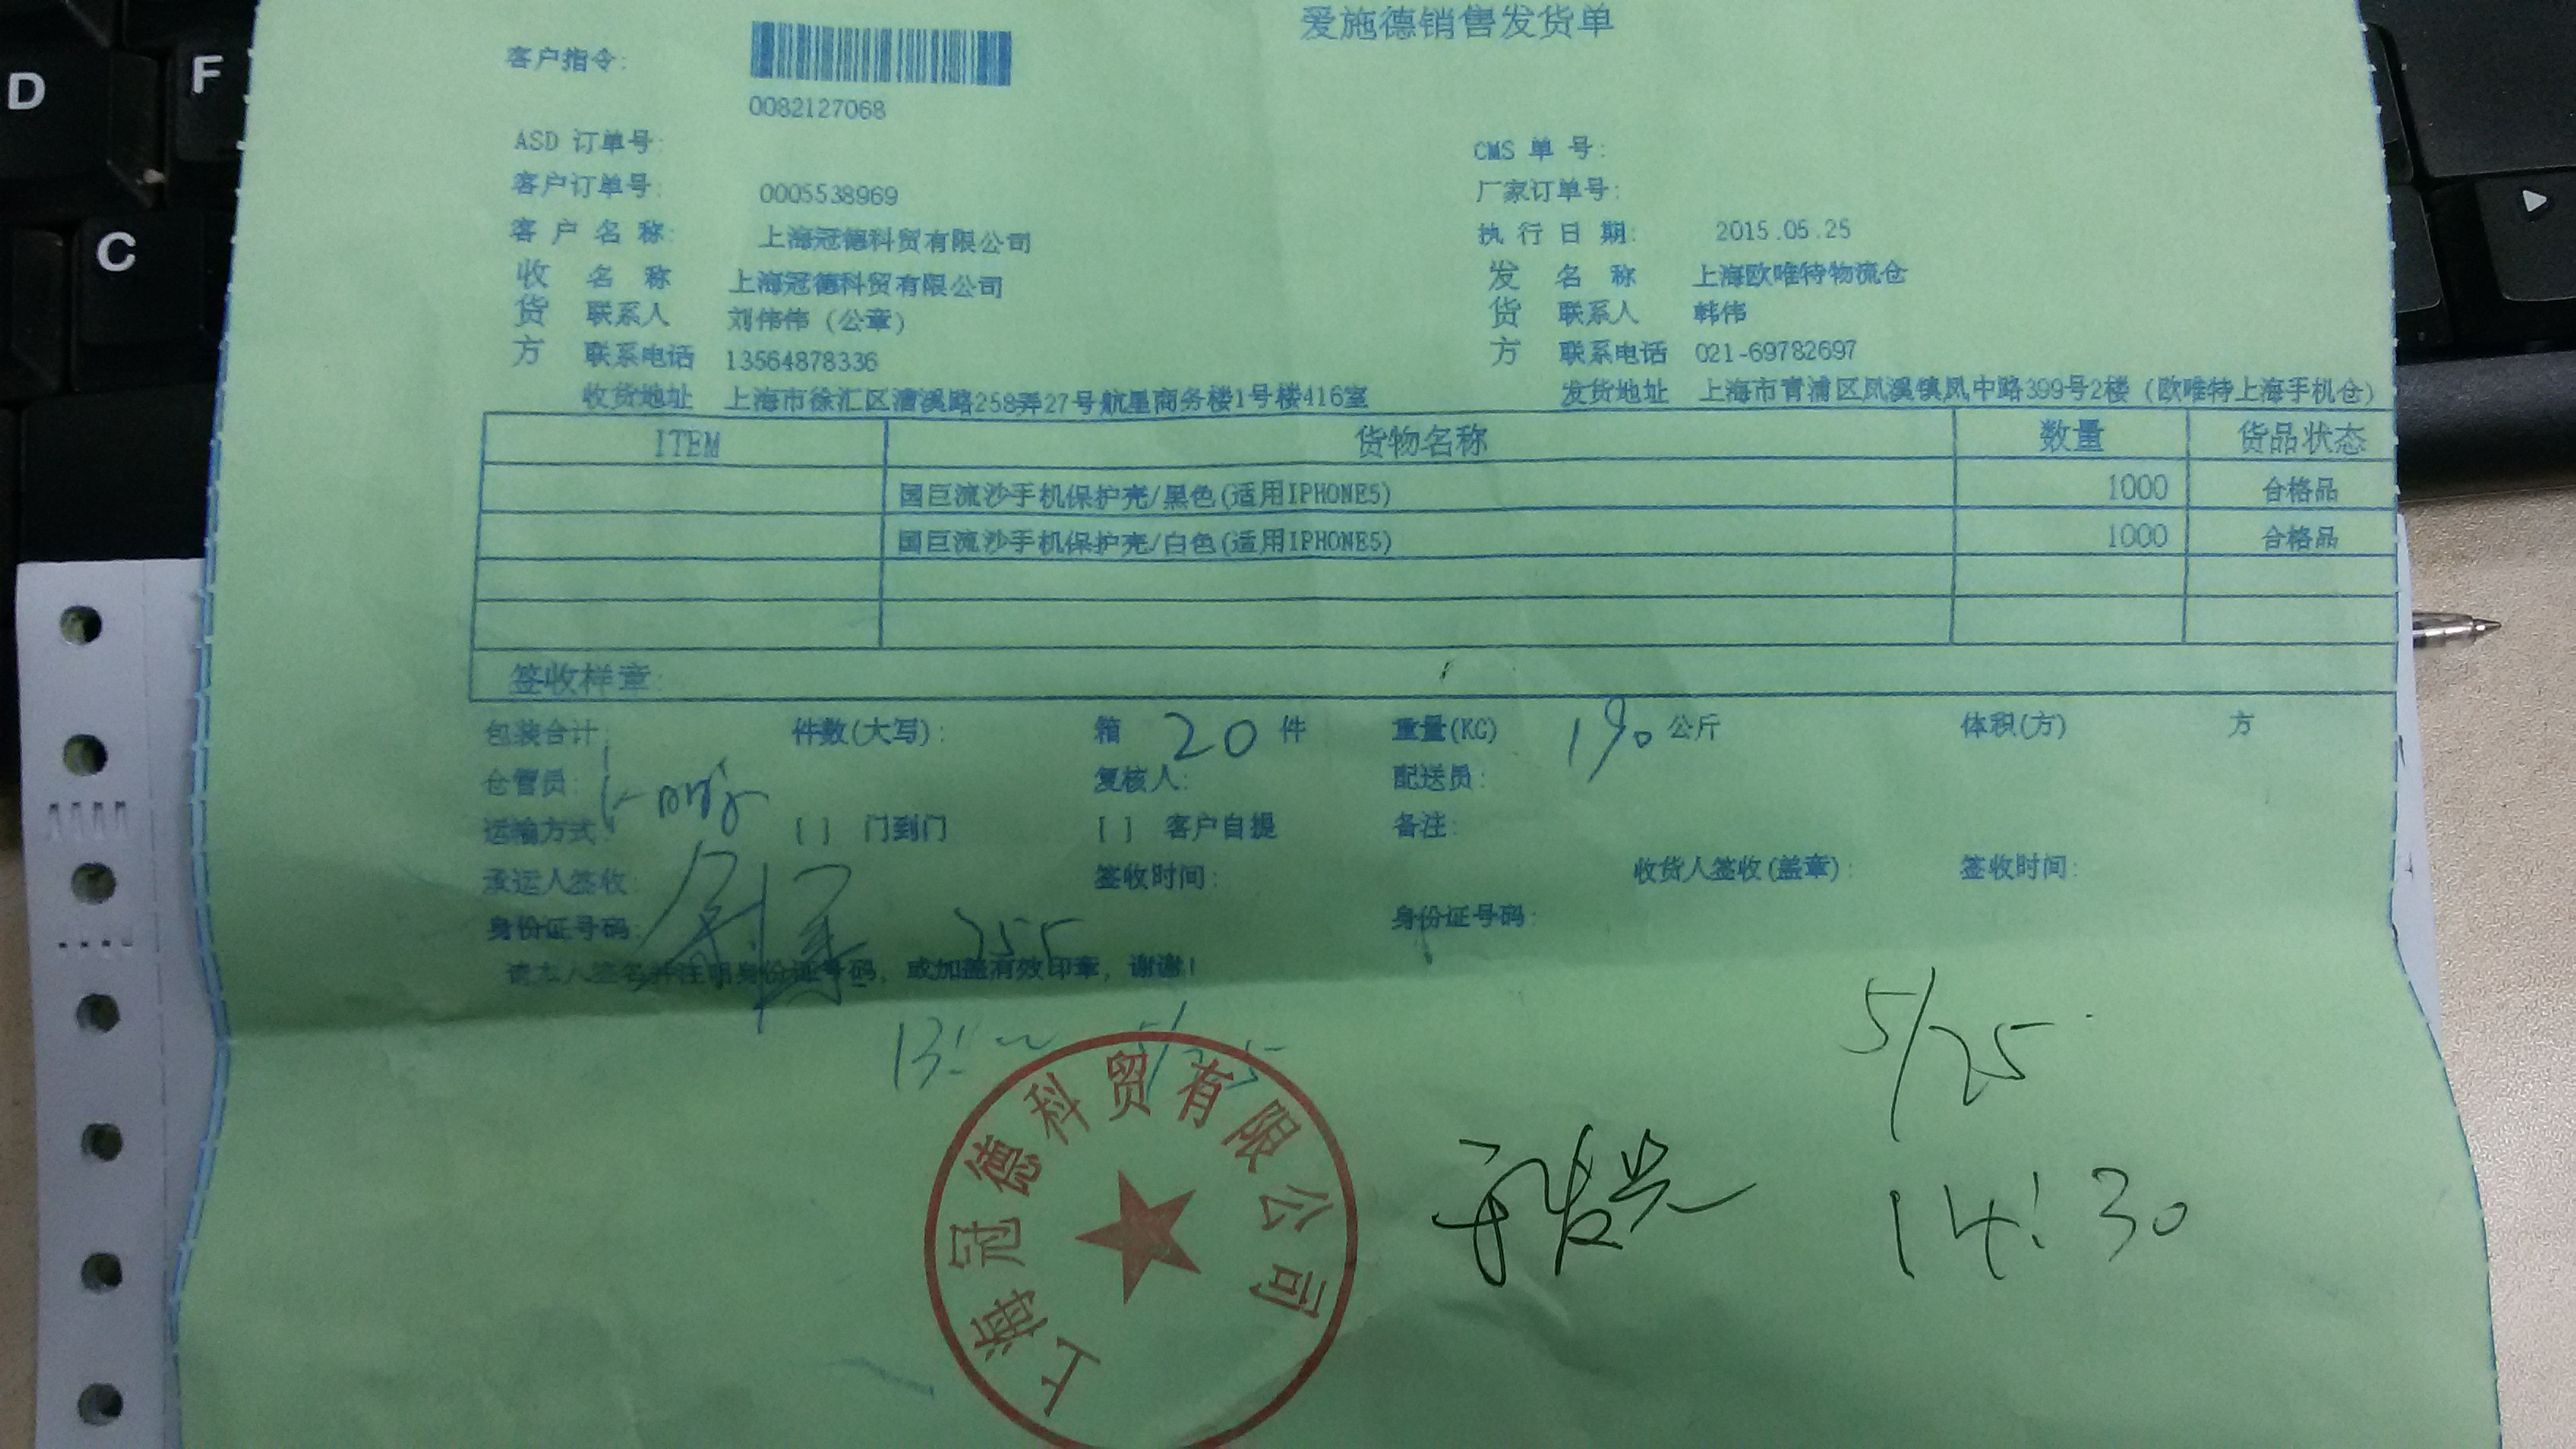 爱施德销售发货单
客户指令:
0082127068
ASD 订单号:
CMS 单 号:
客户订单号: 0005538969
厂家订单号:
客 户 名 称: 上海冠德科贸有限公司
执 行 日 期: 2015.05.25
收 名 称 上海冠德科贸有限公司
发 名 称 上海欧唯特物流仓
货 联系人 刘伟伟 (公章)
货 联系人 韩伟
方 联系电话 13564878336
方 联系电话 021-69782697
收货地址 上海市徐汇区漕溪路258弄27号航星商务楼1号楼416室
发货地址 上海市青浦区凤溪镇凤中路399号2楼 (欧唯特上海手机仓)
ITEM 货物名称 数量 货品状态
国巨流沙手机保护壳/黑色(适用IPHONE5) 1000 合格品
国巨流沙手机保护壳/白色(适用IPHONE5) 1000 合格品
签收样章:
包装合计: 件数(大写): 箱 20 件 重量(KG) 190 公斤 体积(方) 方
仓管员: 复核人: 配送员:
运输方式: [ ] 门到门 [ ] 客户自提 备注:
承运人签收: 签收时间: 收货人签收(盖章): 签收时间:
身份证号码: 255 身份证号码:
请本人签名并注明身份证号码, 或加盖有效印章, 谢谢!
5/25
5/25
14:30
上海冠德科贸有限公司
D
F
C